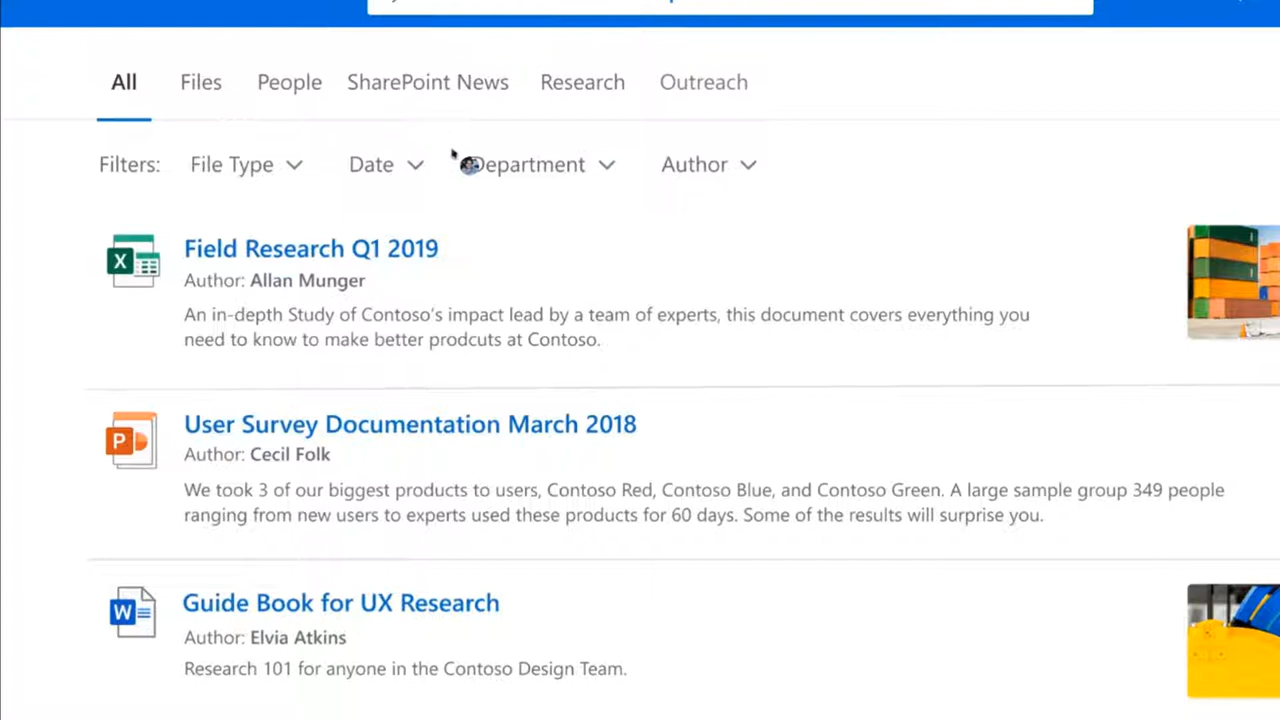 All Files People SharePoint News Research Outreach
Filters: File Type Date Department Author
Field Research Q1 2019
Author: Allan Munger
An in-depth Study of Contoso's impact lead by a team of experts, this document covers everything you
need to know to make better prodcuts at Contoso.
User Survey Documentation March 2018
Author: Cecil Folk
We took 3 of our biggest products to users, Contoso Red, Contoso Blue, and Contoso Green. A large sample group 349 people
ranging from new users to experts used these products for 60 days. Some of the results will surprise you.
Guide Book for UX Research
Author: Elvia Atkins
Research 101 for anyone in the Contoso Design Team.